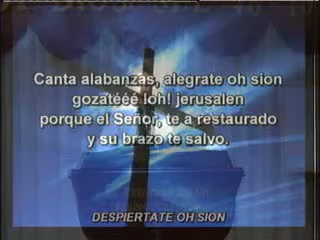 Canta alabanzas, alegrate oh sion
gozatééé loh! jerusalen
porque el Señor, te a restaurado
y su brazo te salvo.
DESPIERTATE OH SION